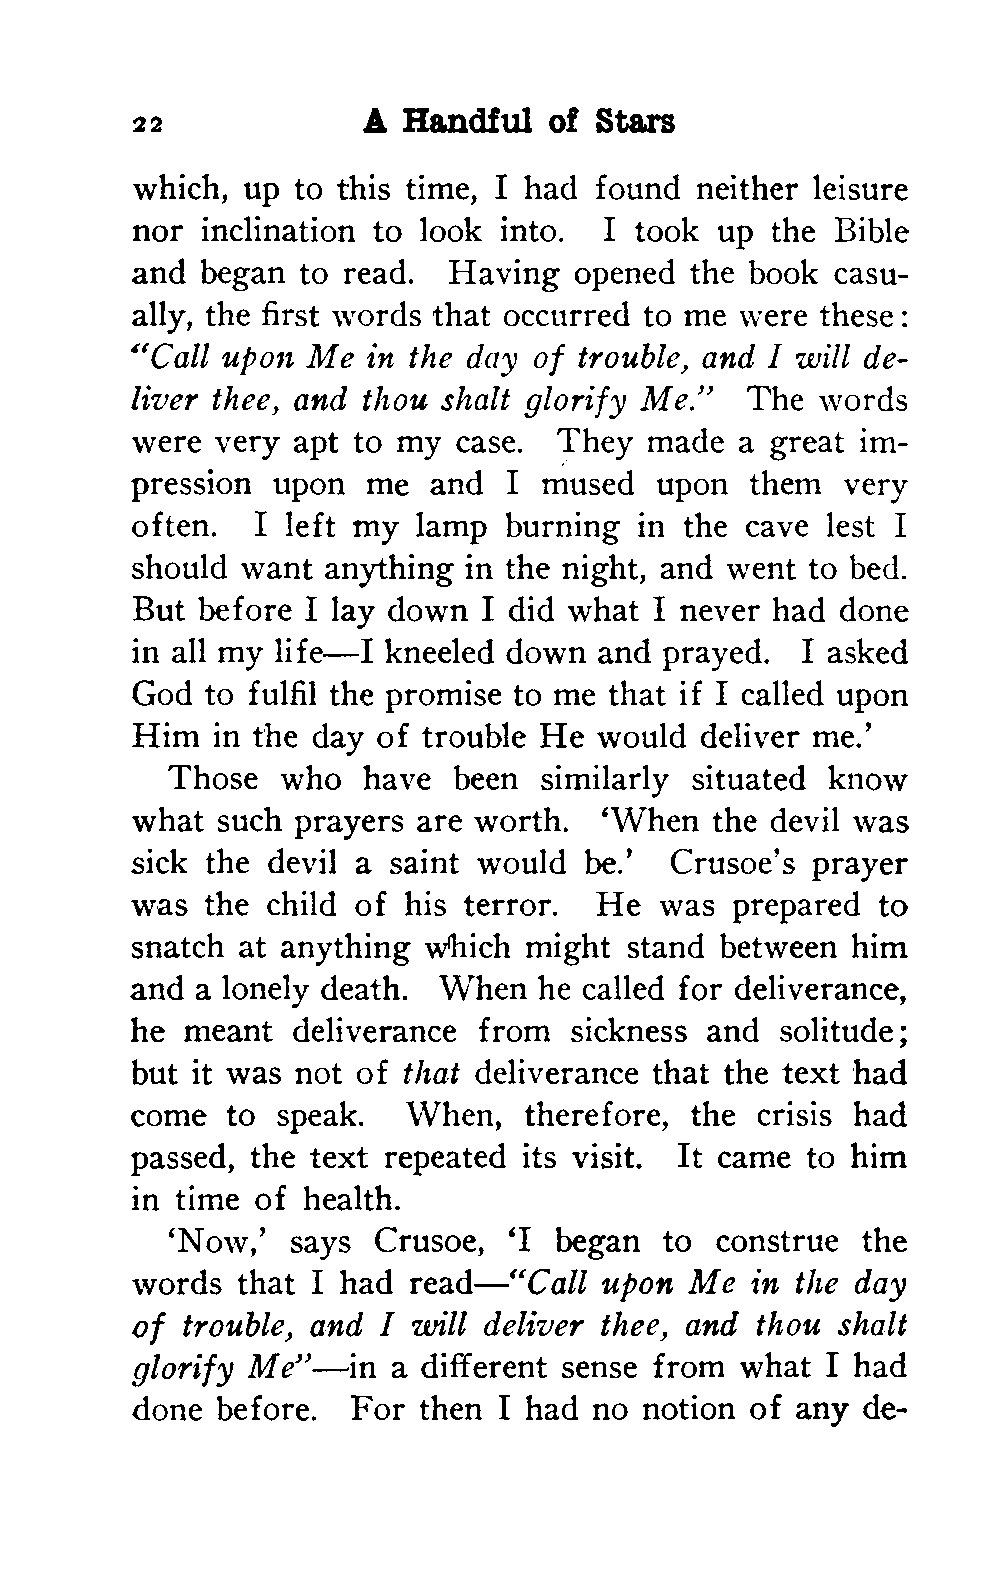 22 A Handful of Stars
which, up to this time, I had found neither leisure
nor inclination to look into. I took up the Bible
and began to read. Having opened the book casu-
ally, the first words that occurred to me were these:
“Call upon Me in the day of trouble, and I will de-
liver thee, and thou shalt glorify Me.” The words
were very apt to my case. They made a great im-
pression upon me and I mused upon them very
often. I left my lamp burning in the cave lest I
should want anything in the night, and went to bed.
But before I lay down I did what I never had done
in all my life—I kneeled down and prayed. I asked
God to fulfil the promise to me that if I called upon
Him in the day of trouble He would deliver me.’
Those who have been similarly situated know
what such prayers are worth. ‘When the devil was
sick the devil a saint would be.’ Crusoe’s prayer
was the child of his terror. He was prepared to
snatch at anything which might stand between him
and a lonely death. When he called for deliverance,
he meant deliverance from sickness and solitude;
but it was not of that deliverance that the text had
come to speak. When, therefore, the crisis had
passed, the text repeated its visit. It came to him
in time of health.
‘Now,’ says Crusoe, ‘I began to construe the
words that I had read—“Call upon Me in the day
of trouble, and I will deliver thee, and thou shalt
glorify Me”—in a different sense from what I had
done before. For then I had no notion of any de-